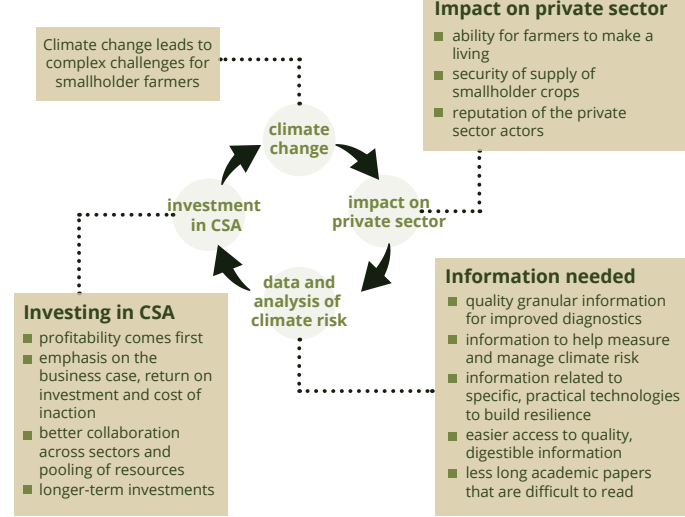 Impact on private sector
ability for farmers to make a
living
security of supply of
smallholder crops
reputation of the private
sector actors
Climate change leads to
complex challenges for
smallholder farmers
climate
change
impact on
private sector
data and
analysis of
climate risk
investment
in CSA
Information needed
quality granular information
for improved diagnostics
information to help measure
and manage climate risk
information related to
specific, practical technologies
to build resilience
easier access to quality,
digestible information
less long academic papers
that are difficult to read
Investing in CSA
profitability comes first
emphasis on the
business case, return on
investment and cost of
inaction
better collaboration
across sectors and
pooling of resources
longer-term investments